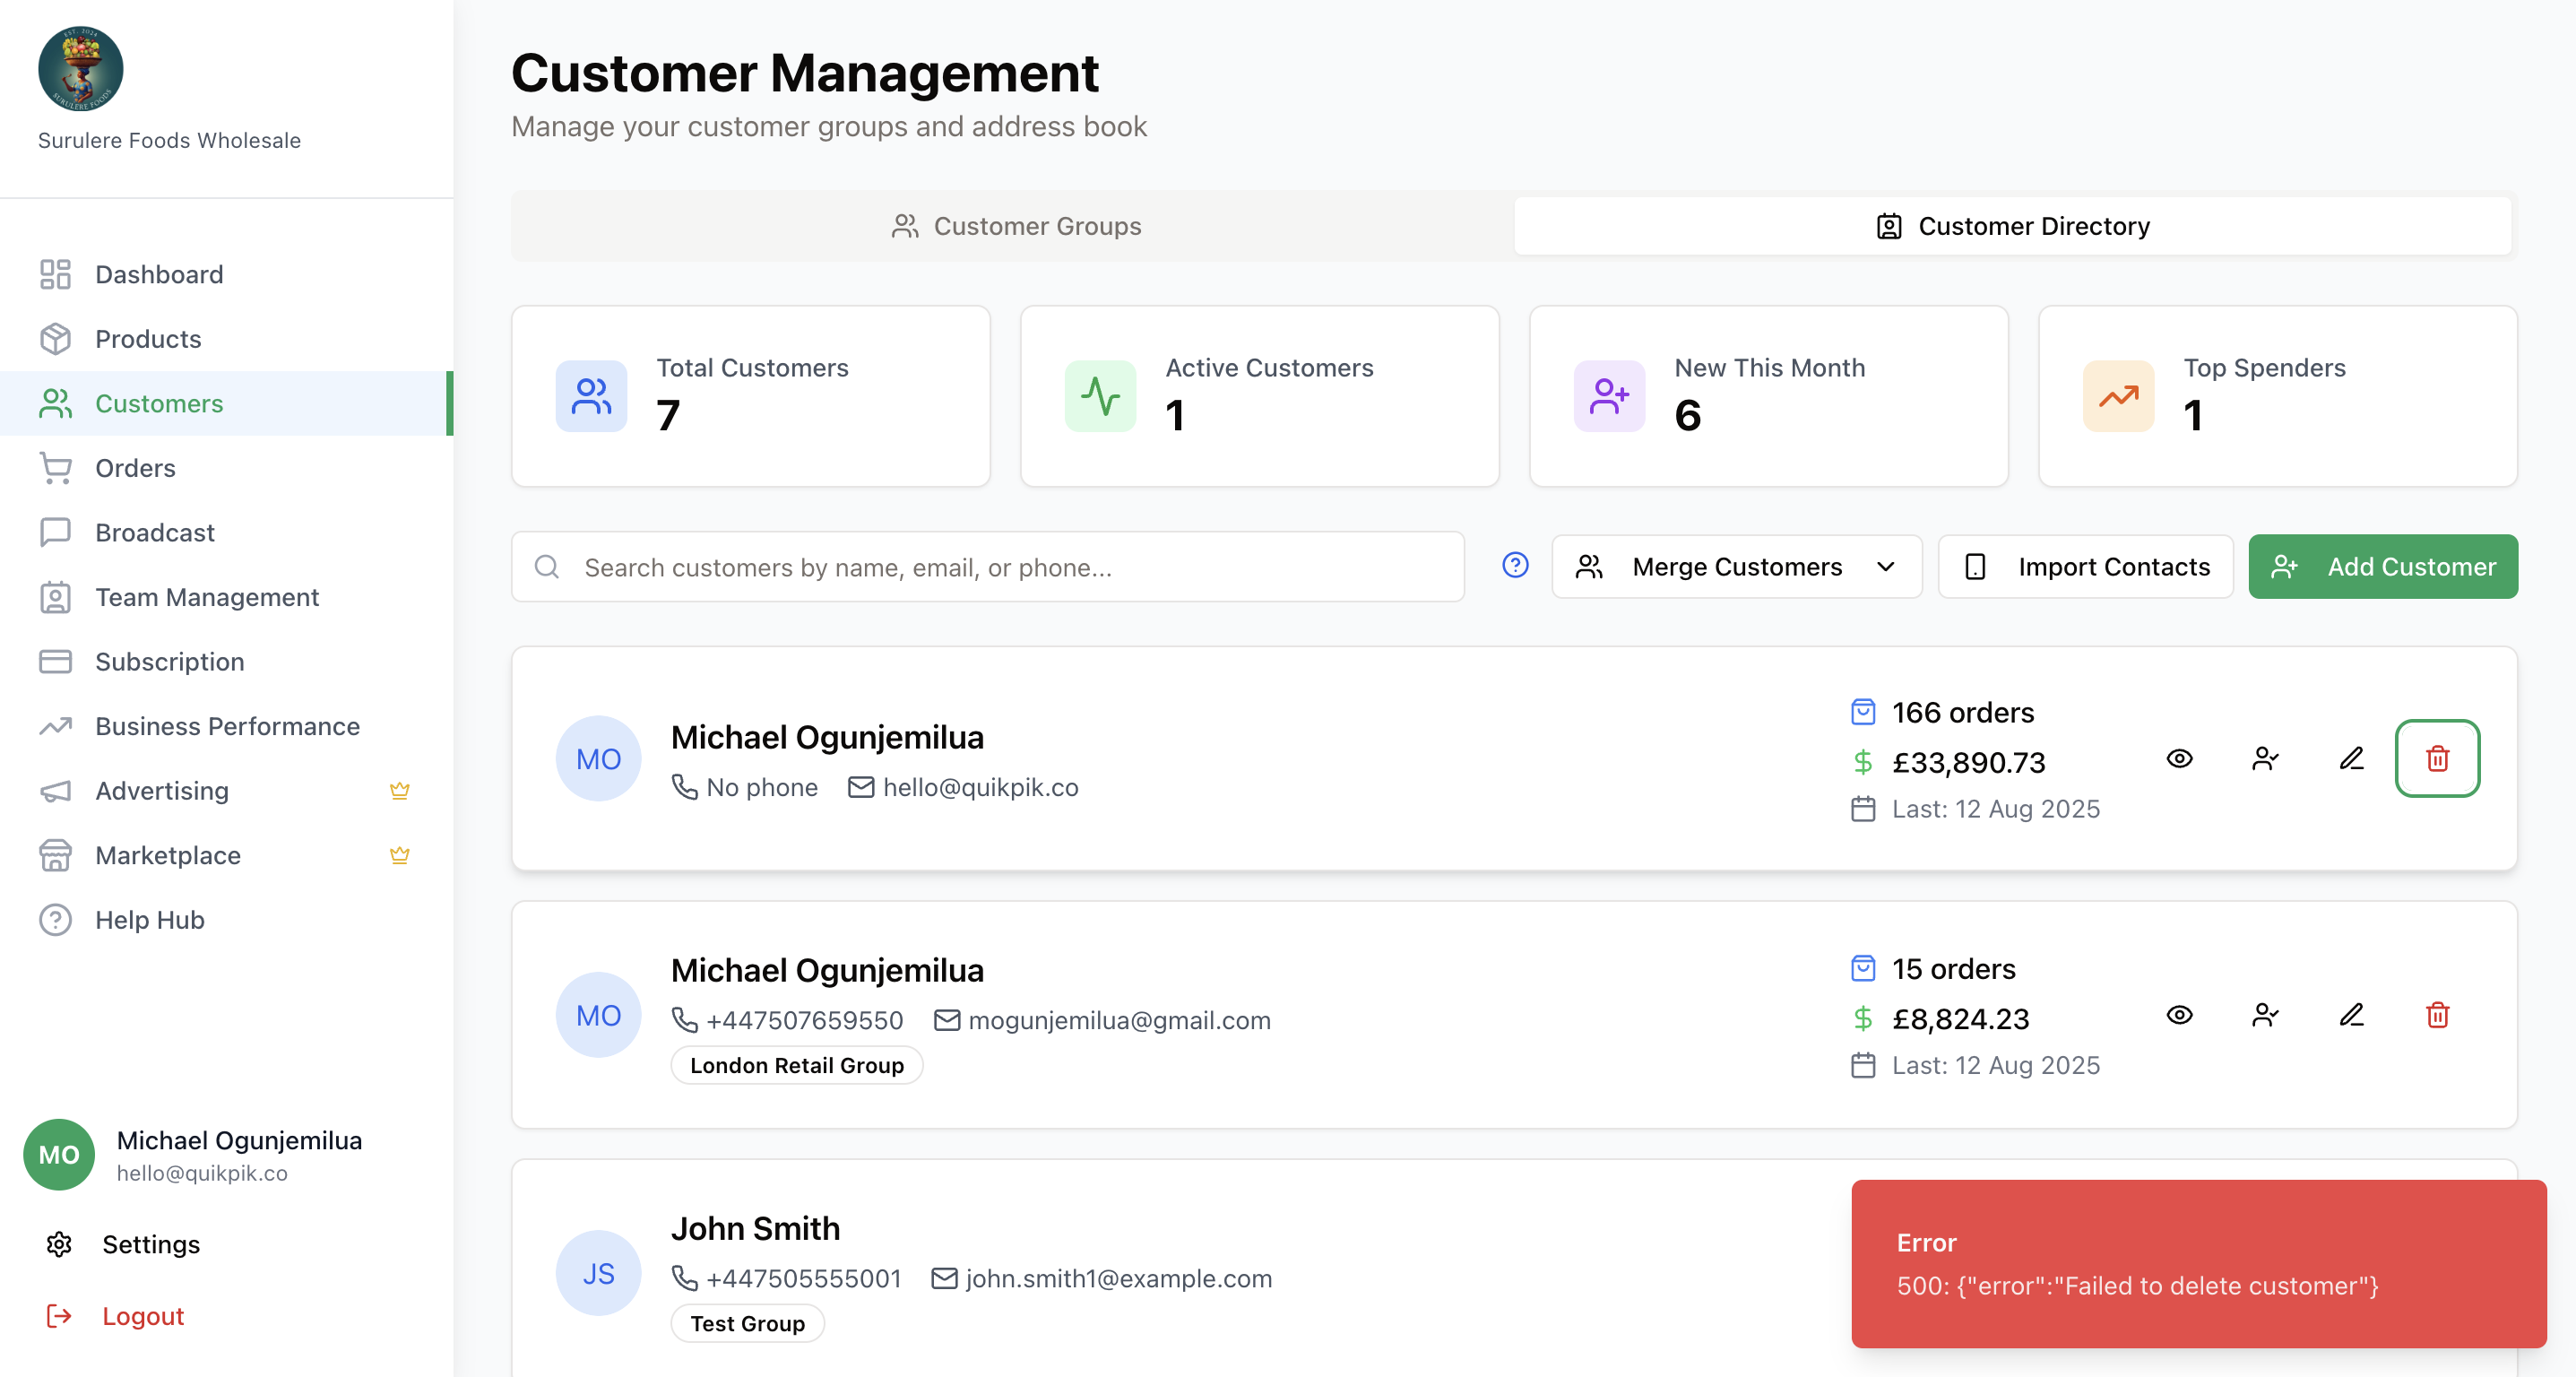 EST. 2024
SURULERE FOODS
Surulere Foods Wholesale
Dashboard
Products
Customers
Orders
Broadcast
Team Management
Subscription
Business Performance
Advertising
Marketplace
Help Hub
MO
Michael Ogunjemilua
hello@quikpik.co
Settings
Logout
Customer Management
Manage your customer groups and address book
Customer Groups
Customer Directory
Total Customers
7
Active Customers
1
New This Month
6
Top Spenders
1
Search customers by name, email, or phone...
Merge Customers
Import Contacts
Add Customer
MO
Michael Ogunjemilua
No phone
hello@quikpik.co
166 orders
£33,890.73
Last: 12 Aug 2025
MO
Michael Ogunjemilua
+447507659550
mogunjemilua@gmail.com
London Retail Group
15 orders
£8,824.23
Last: 12 Aug 2025
JS
John Smith
+447505555001
john.smith1@example.com
Test Group
Error
500: {"error":"Failed to delete customer"}